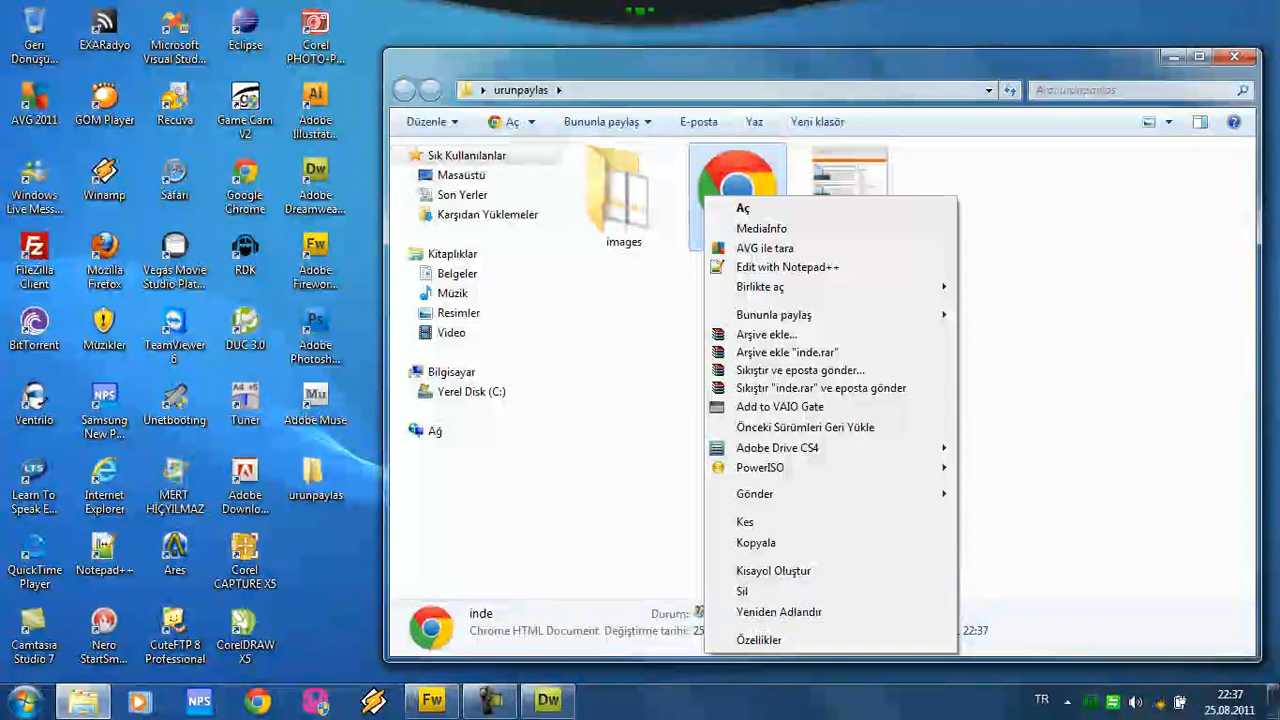 Geri
Dönüşü...
EXARadyo
Microsoft
Visual Stud...
Eclipse
Corel
PHOTO-P...
AVG 2011
GOM Player
Recuva
Game Cam
V2
Adobe
Illustrat...
Windows
Live Mess...
Winamp
Safari
Google
Chrome
Adobe
Dreamwea...
FileZilla
Client
Mozilla
Firefox
Vegas Movie
Studio Plat...
RDK
Adobe
Firewor...
BitTorrent
Müzikler
TeamViewer
6
DUC 3.0
Adobe
Photosh...
Ventrilo
Samsung
New P...
Unetbooting
Tuner
Adobe Muse
Learn To
Speak E...
Internet
Explorer
MERT
HİÇYILMAZ
Adobe
Downlo...
urunpaylas
QuickTime
Player
Notepad++
Ares
Corel
CAPTURE X5
Camtasia
Studio 7
Nero
StartSm...
CuteFTP 8
Professional
CorelDRAW
X5
urunpaylas
Ara: urunpaylas
Düzenle
Aç
Bununla paylaş
E-posta
Yaz
Yeni klasör
Sık Kullanılanlar
Masaüstü
Son Yerler
Karşıdan Yüklemeler
Kitaplıklar
Belgeler
Müzik
Resimler
Video
Bilgisayar
Yerel Disk (C:)
Ağ
images
Aç
MediaInfo
AVG ile tara
Edit with Notepad++
Birlikte aç
Bununla paylaş
Arşive ekle...
Arşive ekle "inde.rar"
Sıkıştır ve eposta gönder...
Sıkıştır "inde.rar" ve eposta gönder
Add to VAIO Gate
Önceki Sürümleri Geri Yükle
Adobe Drive CS4
PowerISO
Gönder
Kes
Kopyala
Kısayol Oluştur
Sil
Yeniden Adlandır
Özellikler
inde
Durum:
Chrome HTML Document Değiştirme tarihi: 25
22:37
NPS
Fw
Dw
TR
22:37
25.08.2011